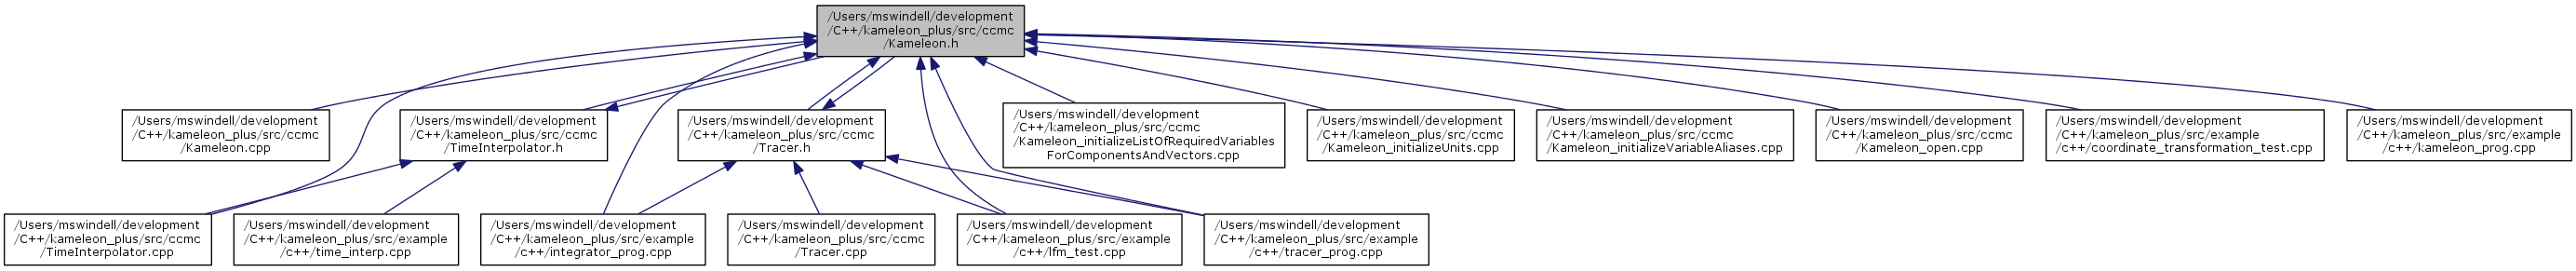 /Users/mswindell/development
/C++/kameleon_plus/src/ccmc
/Kameleon.h
/Users/mswindell/development
/C++/kameleon_plus/src/ccmc
/Kameleon.cpp
/Users/mswindell/development
/C++/kameleon_plus/src/ccmc
/TimeInterpolator.h
/Users/mswindell/development
/C++/kameleon_plus/src/ccmc
/Tracer.h
/Users/mswindell/development
/C++/kameleon_plus/src/ccmc
/Kameleon_initializeListOfRequiredVariables
ForComponentsAndVectors.cpp
/Users/mswindell/development
/C++/kameleon_plus/src/ccmc
/Kameleon_initializeUnits.cpp
/Users/mswindell/development
/C++/kameleon_plus/src/ccmc
/Kameleon_initializeVariableAliases.cpp
/Users/mswindell/development
/C++/kameleon_plus/src/ccmc
/Kameleon_open.cpp
/Users/mswindell/development
/C++/kameleon_plus/src/example
/c++/coordinate_transformation_test.cpp
/Users/mswindell/development
/C++/kameleon_plus/src/example
/c++/kameleon_prog.cpp
/Users/mswindell/development
/C++/kameleon_plus/src/ccmc
/TimeInterpolator.cpp
/Users/mswindell/development
/C++/kameleon_plus/src/example
/c++/time_interp.cpp
/Users/mswindell/development
/C++/kameleon_plus/src/example
/c++/integrator_prog.cpp
/Users/mswindell/development
/C++/kameleon_plus/src/ccmc
/Tracer.cpp
/Users/mswindell/development
/C++/kameleon_plus/src/example
/c++/lfm_test.cpp
/Users/mswindell/development
/C++/kameleon_plus/src/example
/c++/tracer_prog.cpp